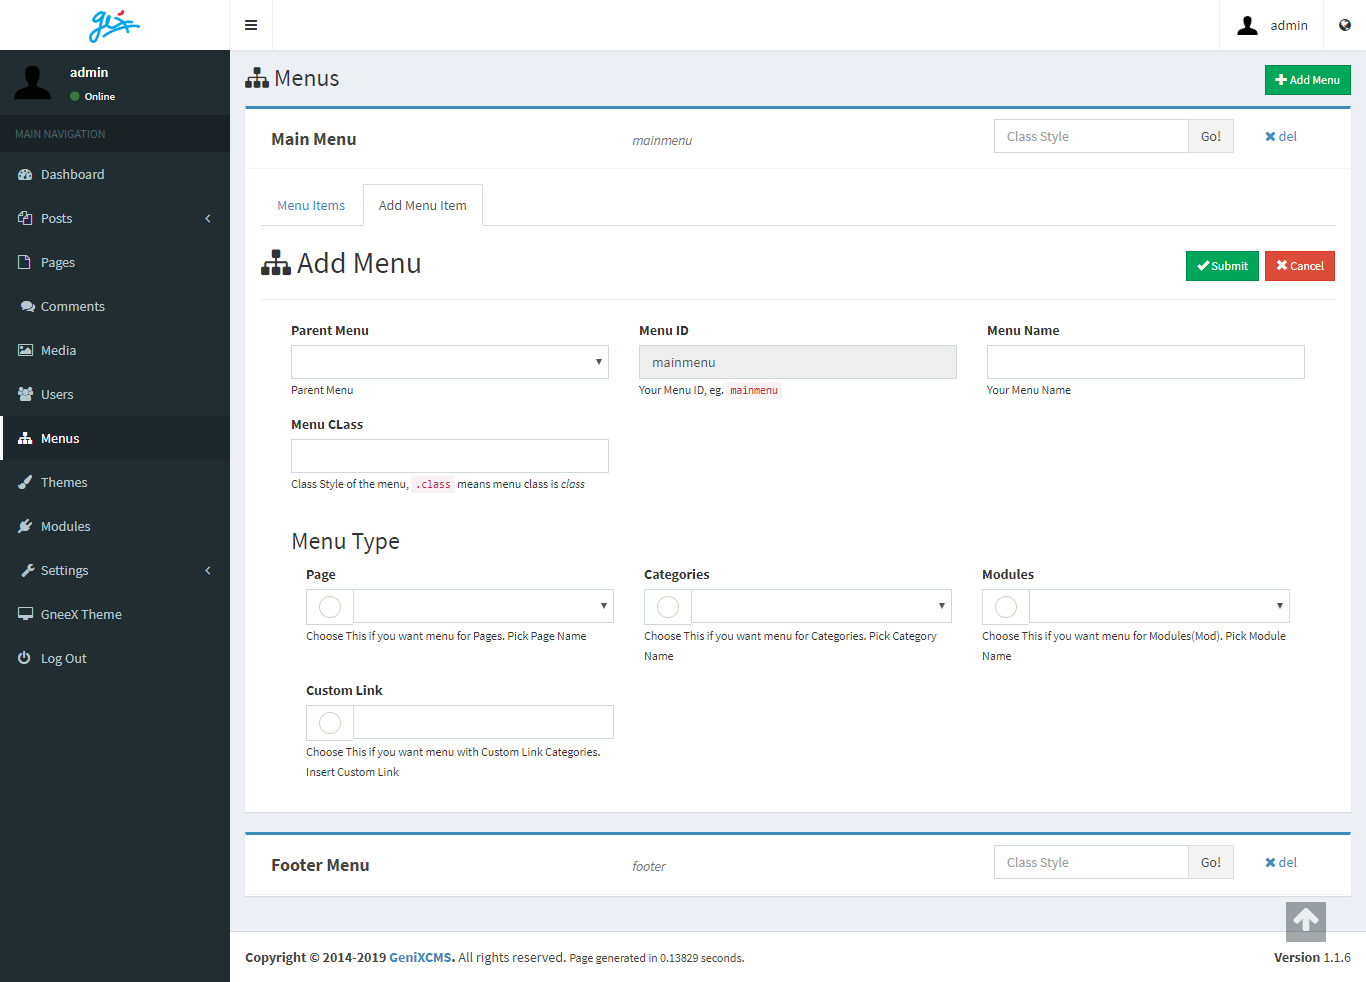 genix
admin
admin
Online
MAIN NAVIGATION
Dashboard
Posts
Pages
Comments
Media
Users
Menus
Themes
Modules
Settings
GneeX Theme
Log Out
Menus
Add Menu
Main Menu
mainmenu
Class Style
Go!
del
Menu Items
Add Menu Item
Add Menu
Submit
Cancel
Parent Menu
Parent Menu
Menu ID
mainmenu
Your Menu ID, eg. mainmenu
Menu Name
Your Menu Name
Menu CLass
Class Style of the menu, .class means menu class is class
Menu Type
Page
Choose This if you want menu for Pages. Pick Page Name
Categories
Choose This if you want menu for Categories. Pick Category
Name
Modules
Choose This if you want menu for Modules(Mod). Pick Module
Name
Custom Link
Choose This if you want menu with Custom Link Categories.
Insert Custom Link
Footer Menu
footer
Class Style
Go!
del
Copyright © 2014-2019 GeniXCMS. All rights reserved. Page generated in 0.13829 seconds.
Version 1.1.6